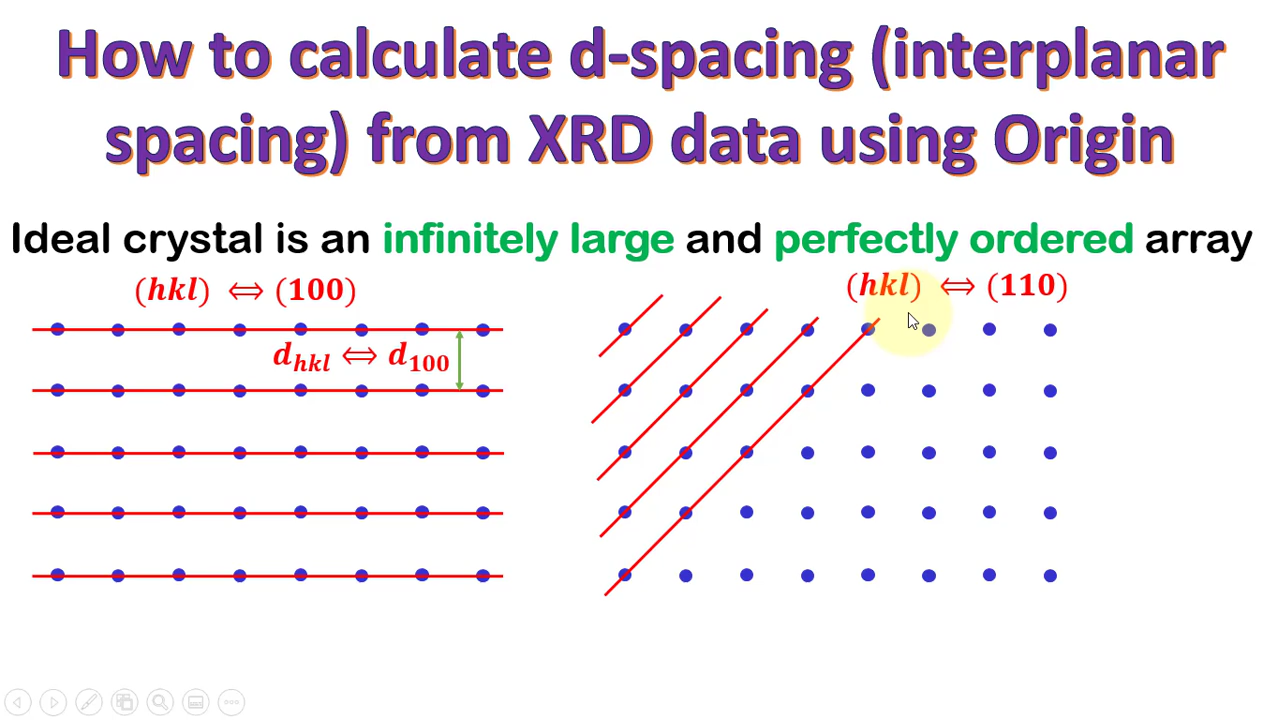 How to calculate d-spacing (interplanar
spacing) from XRD data using Origin
Ideal crystal is an infinitely large and perfectly ordered array
(hkl) ⇔ (100)
(hkl) ⇔ (110)
d_hkl ⇔ d_100